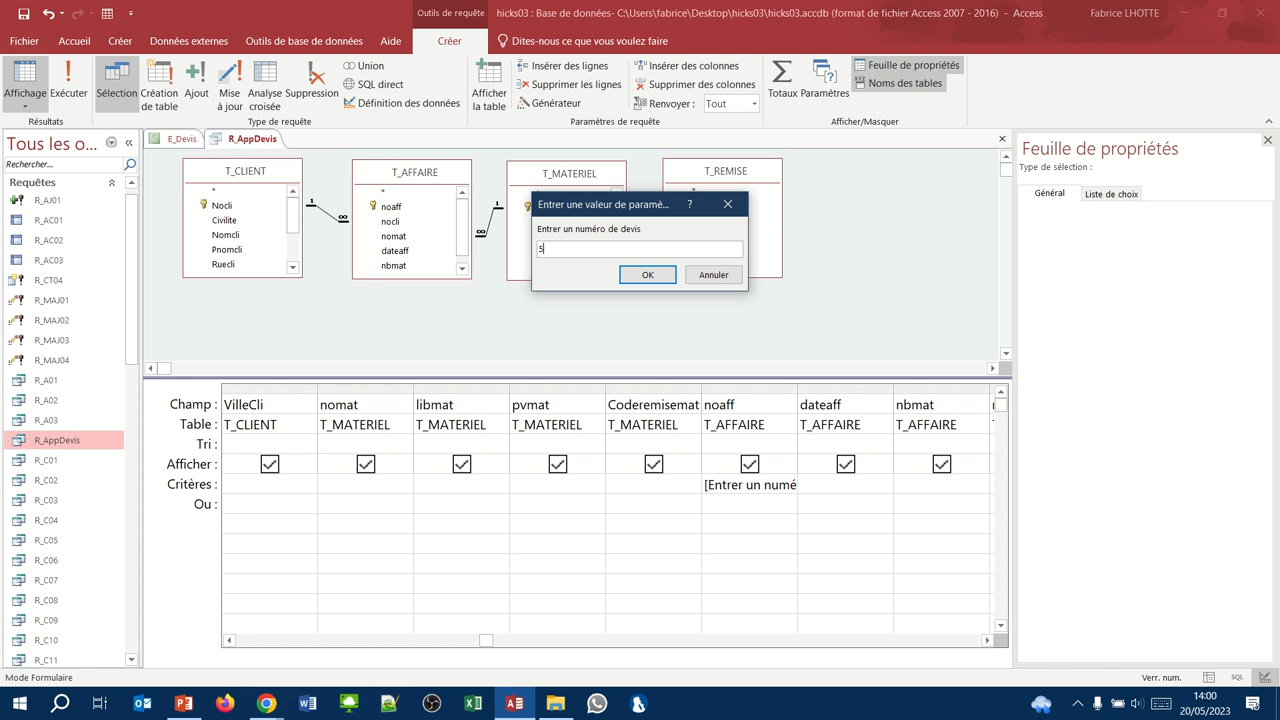 Outils de requête
hicks03 : Base de données- C:\Users\fabrice\Desktop\hicks03\hicks03.accdb (format de fichier Access 2007 - 2016) - Access
Fabrice LHOTTE
Fichier
Accueil
Créer
Données externes
Outils de base de données
Aide
Créer
Dites-nous ce que vous voulez faire
Affichage
Exécuter
Résultats
Sélection
Création de table
Ajout
Mise à jour
Analyse croisée
Suppression
Union
SQL direct
Définition des données
Type de requête
Afficher la table
Insérer des lignes
Supprimer les lignes
Générateur
Insérer des colonnes
Supprimer des colonnes
Renvoyer :
Tout
Paramètres de requête
Totaux
Paramètres
Feuille de propriétés
Noms des tables
Afficher/Masquer
Tous les o...
Rechercher...
Requêtes
R_AJ01
R_AC01
R_AC02
R_AC03
R_CT04
R_MAJ01
R_MAJ02
R_MAJ03
R_MAJ04
R_A01
R_A02
R_A03
R_AppDevis
R_C01
R_C02
R_C03
R_C04
R_C05
R_C06
R_C07
R_C08
R_C09
R_C10
R_C11
E_Devis
R_AppDevis
T_CLIENT
*
Nocli
Civilite
Nomcli
Pnomcli
Ruecli
1
∞
T_AFFAIRE
*
noaff
nocli
nomat
dateaff
nbmat
1
∞
T_MATERIEL
T_REMISE
Entrer une valeur de paramè...
?
Entrer un numéro de devis
5
OK
Annuler
Champ : VilleCli nomat libmat pvmat Coderemisemat noaff dateaff nbmat
Table : T_CLIENT T_MATERIEL T_MATERIEL T_MATERIEL T_MATERIEL T_AFFAIRE T_AFFAIRE T_AFFAIRE
Tri :
Afficher :
Critères : [Entrer un numé
Ou :
Feuille de propriétés
Type de sélection :
Général
Liste de choix
Mode Formulaire
Verr. num.
SQL
14:00
20/05/2023